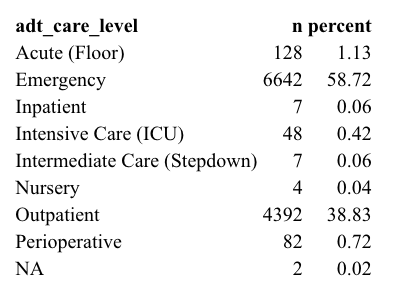 adt_care_level n percent
Acute (Floor) 128 1.13
Emergency 6642 58.72
Inpatient 7 0.06
Intensive Care (ICU) 48 0.42
Intermediate Care (Stepdown) 7 0.06
Nursery 4 0.04
Outpatient 4392 38.83
Perioperative 82 0.72
NA 2 0.02